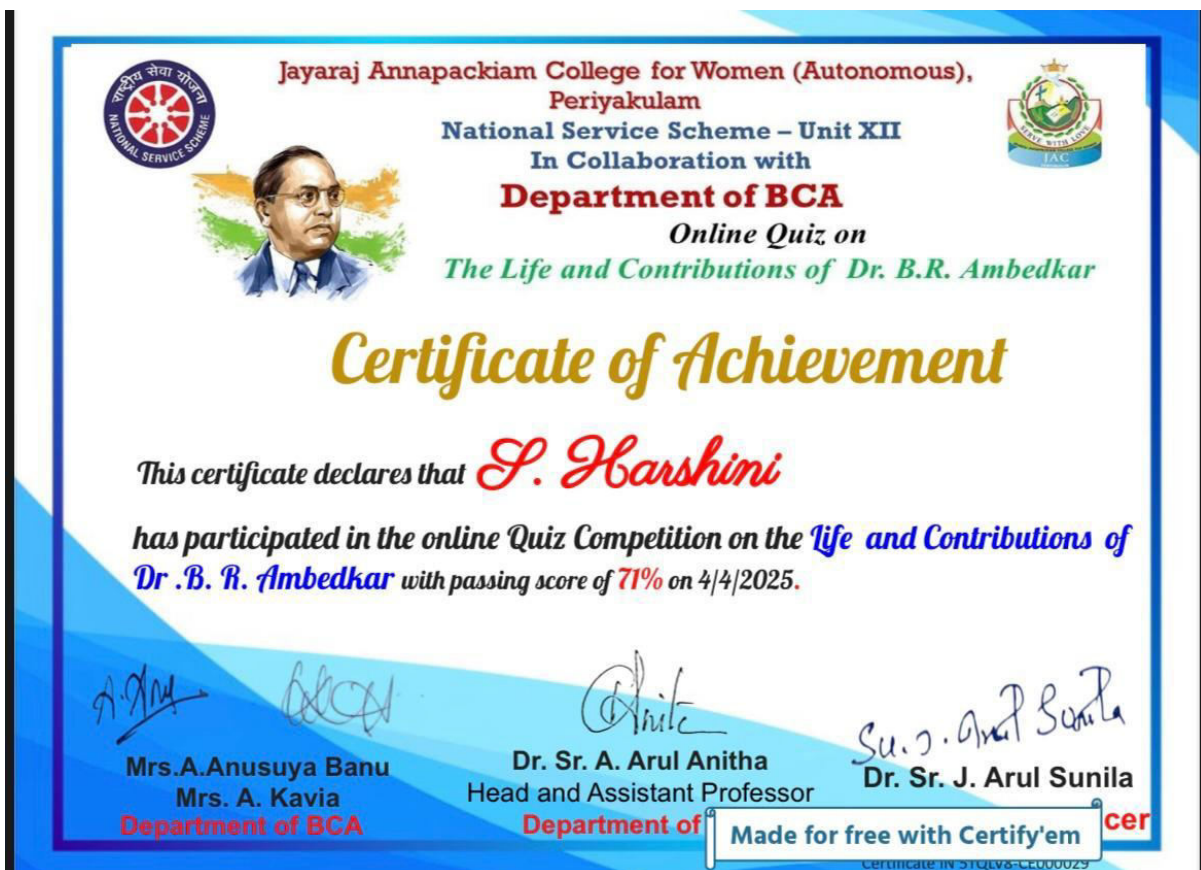 राष्ट्रीय सेवा योजना
NATIONAL SERVICE SCHEME
Jayaraj Annapackiam College for Women (Autonomous),
Periyakulam
National Service Scheme – Unit XII
In Collaboration with
Department of BCA
Online Quiz on
The Life and Contributions of Dr. B.R. Ambedkar
SERVE WITH LOVE
JAC
Certificate of Achievement
This certificate declares that S. Harshini
has participated in the online Quiz Competition on the Life and Contributions of
Dr .B. R. Ambedkar with passing score of 71% on 4/4/2025.
Mrs.A.Anusuya Banu
Mrs. A. Kavia
Department of BCA
Dr. Sr. A. Arul Anitha
Head and Assistant Professor
Department of
Su. J. Arul Sunila
Dr. Sr. J. Arul Sunila
cer
Made for free with Certify'em